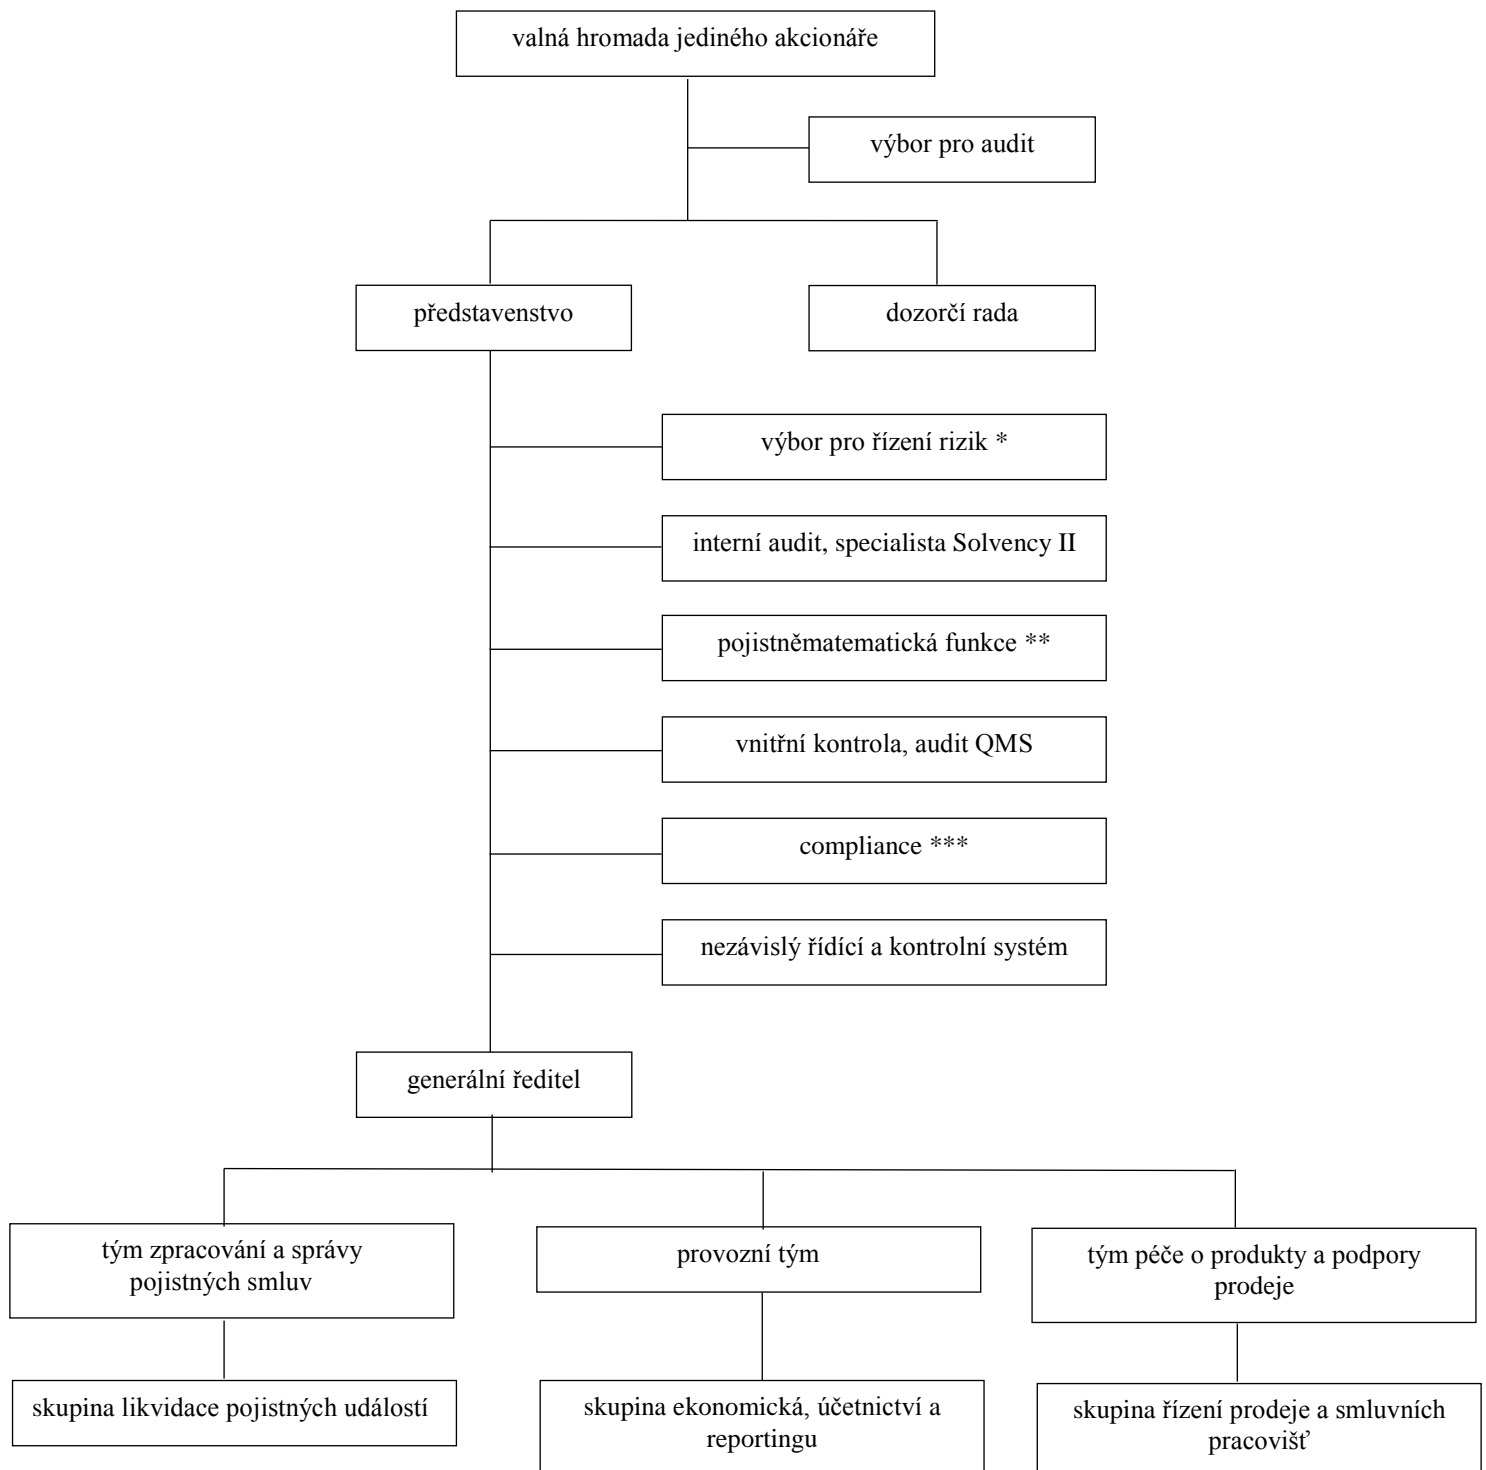 valná hromada jediného akcionáře
výbor pro audit
představenstvo
dozorčí rada
výbor pro řízení rizik *
interní audit, specialista Solvency II
pojistněmatematická funkce **
vnitřní kontrola, audit QMS
compliance ***
nezávislý řídící a kontrolní systém
generální ředitel
tým zpracování a správy
pojistných smluv
provozní tým
tým péče o produkty a podpory
prodeje
skupina likvidace pojistných událostí
skupina ekonomická, účetnictví a
reportingu
skupina řízení prodeje a smluvních
pracovišť